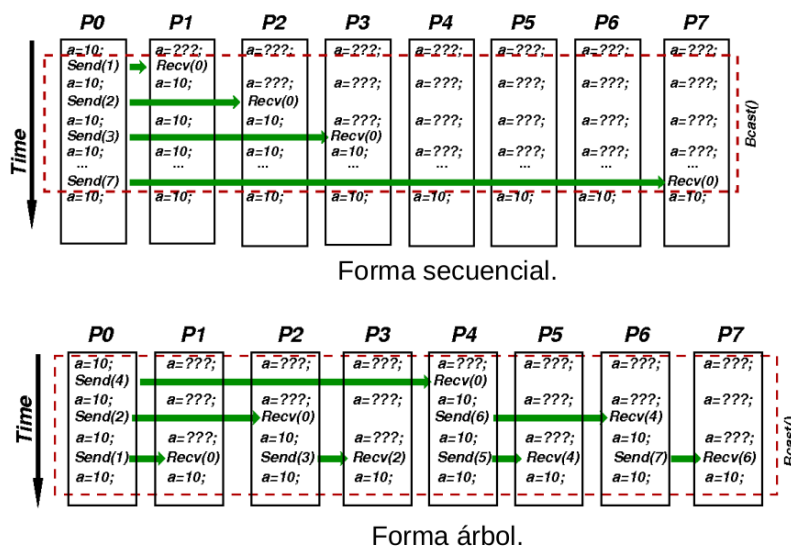 P0 P1 P2 P3 P4 P5 P6 P7
a=10; a=???; a=???; a=???; a=???; a=???; a=???; a=???;
Send(1) Recv(0)
a=10; a=10; a=???; a=???; a=???; a=???; a=???; a=???;
Send(2) Recv(0)
a=10; a=10; a=10; a=???; a=???; a=???; a=???; a=???;
Send(3) Recv(0)
a=10; a=10; a=10; a=10; a=???; a=???; a=???; a=???;
... ... ... ... ... ... ... ...
Send(7) Recv(0)
a=10; a=10; a=10; a=10; a=10; a=10; a=10; a=10;
Time
Bcast()
Forma secuencial.
P0 P1 P2 P3 P4 P5 P6 P7
a=10; a=???; a=???; a=???; a=???; a=???; a=???; a=???;
Send(4) Recv(0)
a=10; a=???; a=???; a=???; a=10; a=???; a=???; a=???;
Send(2) Recv(0) Send(6) Recv(4)
a=10; a=???; a=10; a=???; a=10; a=???; a=10; a=???;
Send(1) Recv(0) Send(3) Recv(2) Send(5) Recv(4) Send(7) Recv(6)
a=10; a=10; a=10; a=10; a=10; a=10; a=10; a=10;
Time
Bcast()
Forma árbol.